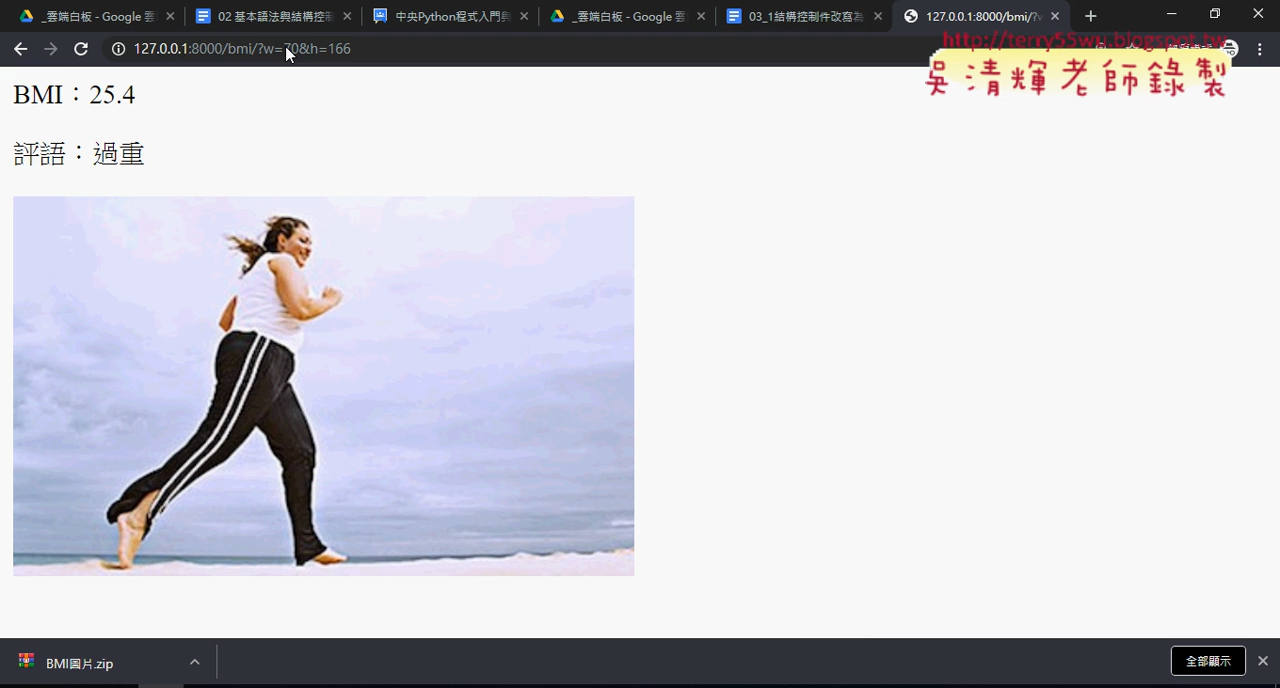 _雲端白板 - Google 雲
02 基本語法與結構控制
中央Python程式入門與
_雲端白板 - Google 雲
03_1結構控制件改寫為
127.0.0.1:8000/bmi/?w
127.0.0.1:8000/bmi/?w=70&h=166
http://terry55wu.blogspot.tw
吳清輝老師錄製
BMI：25.4
評語：過重
BMI圖片.zip
全部顯示